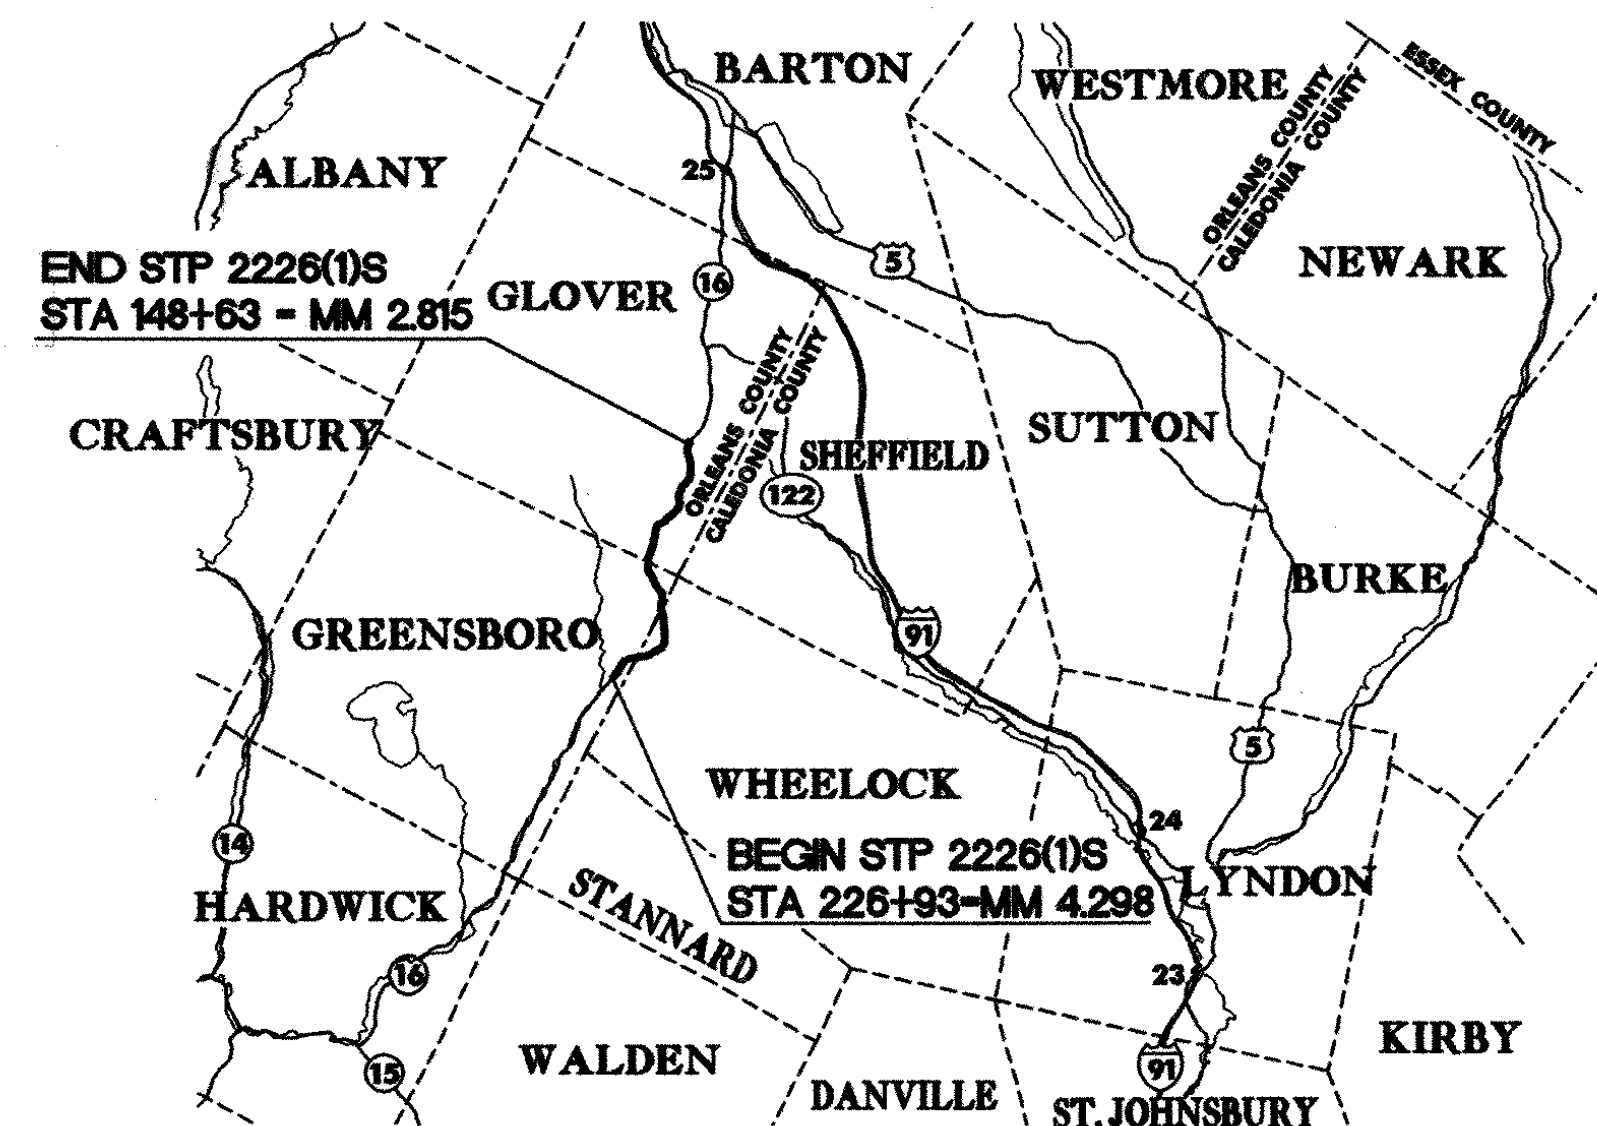 BARTON
WESTMORE
ESSEX COUNTY
ORLEANS COUNTY
CALEDONIA COUNTY
ALBANY
25
END STP 2226(1)S
STA 148+63 - MM 2.815
GLOVER
16
5
NEWARK
CRAFTSBURY
ORLEANS COUNTY
CALEDONIA COUNTY
SHEFFIELD
SUTTON
122
BURKE
GREENSBORO
91
5
WHEELOCK
24
14
BEGIN STP 2226(1)S
STA 226+93-MM 4.298
LYNDON
HARDWICK
STANNARD
16
23
KIRBY
WALDEN
15
91
DANVILLE
ST. JOHNSBURY